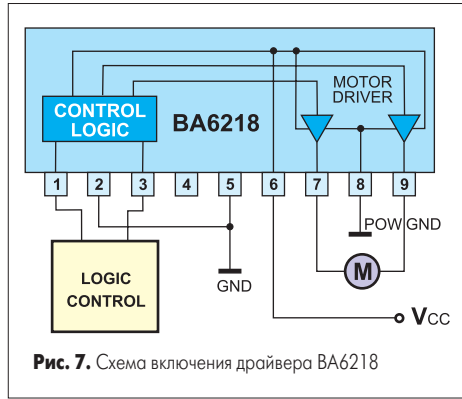 CONTROL
LOGIC
BA6218
MOTOR
DRIVER
1 2 3 4 5 6 7 8 9
LOGIC
CONTROL
GND
POW GND
M
VCC
Рис. 7. Схема включения драйвера BA6218